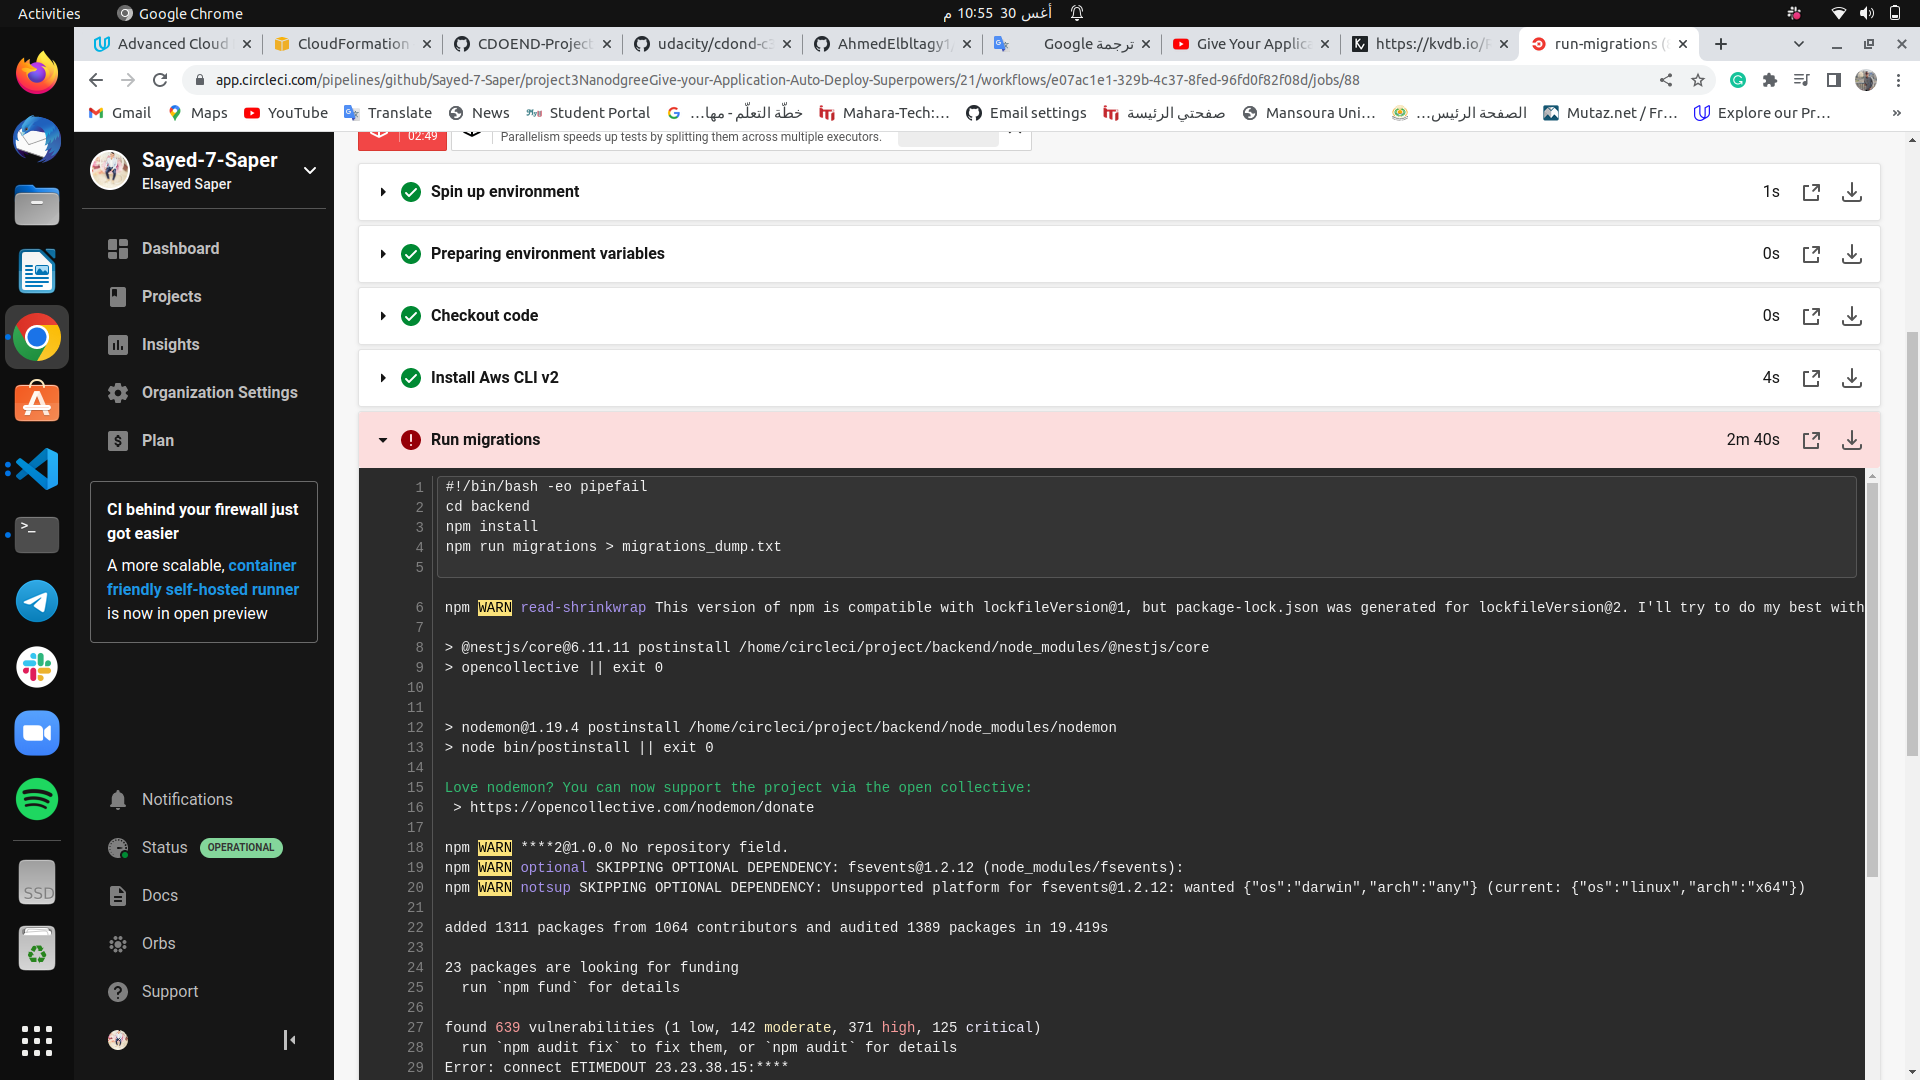 Activities
Google Chrome
أغس 30 10:55 م
Advanced Cloud
CloudFormation
CDOEND-Project
udacity/cdond-c3
AhmedElbltagy1/
ترجمة Google
Give Your Applica
https://kvdb.io/
run-migrations (
app.circleci.com/pipelines/github/Sayed-7-Saper/project3NanodgreeGive-your-Application-Auto-Deploy-Superpowers/21/workflows/e07ac1e1-329b-4c37-8fed-96fd0f82f08d/jobs/88
Gmail
Maps
YouTube
Translate
News
Student Portal
خطّة التعلّم - مها...
Mahara-Tech:...
Email settings
صفحتي الرئيسة
Mansoura Uni...
الصفحة الرئيس...
Mutaz.net / Fr...
Explore our Pr...
»
Sayed-7-Saper
Elsayed Saper
Dashboard
Projects
Insights
Organization Settings
Plan
CI behind your firewall just
got easier
A more scalable, container
friendly self-hosted runner
is now in open preview
Notifications
Status OPERATIONAL
Docs
Orbs
Support
SSD
02:49
Parallelism speeds up tests by splitting them across multiple executors.
Spin up environment 1s
Preparing environment variables 0s
Checkout code 0s
Install Aws CLI v2 4s
Run migrations 2m 40s
1 #!/bin/bash -eo pipefail
2 cd backend
3 npm install
4 npm run migrations > migrations_dump.txt
5
6 npm WARN read-shrinkwrap This version of npm is compatible with lockfileVersion@1, but package-lock.json was generated for lockfileVersion@2. I'll try to do my best with
7
8 > @nestjs/core@6.11.11 postinstall /home/circleci/project/backend/node_modules/@nestjs/core
9 > opencollective || exit 0
10
11
12 > nodemon@1.19.4 postinstall /home/circleci/project/backend/node_modules/nodemon
13 > node bin/postinstall || exit 0
14
15 Love nodemon? You can now support the project via the open collective:
16 > https://opencollective.com/nodemon/donate
17
18 npm WARN ****2@1.0.0 No repository field.
19 npm WARN optional SKIPPING OPTIONAL DEPENDENCY: fsevents@1.2.12 (node_modules/fsevents):
20 npm WARN notsup SKIPPING OPTIONAL DEPENDENCY: Unsupported platform for fsevents@1.2.12: wanted {"os":"darwin","arch":"any"} (current: {"os":"linux","arch":"x64"})
21
22 added 1311 packages from 1064 contributors and audited 1389 packages in 19.419s
23
24 23 packages are looking for funding
25 run `npm fund` for details
26
27 found 639 vulnerabilities (1 low, 142 moderate, 371 high, 125 critical)
28 run `npm audit fix` to fix them, or `npm audit` for details
29 Error: connect ETIMEDOUT 23.23.38.15:****